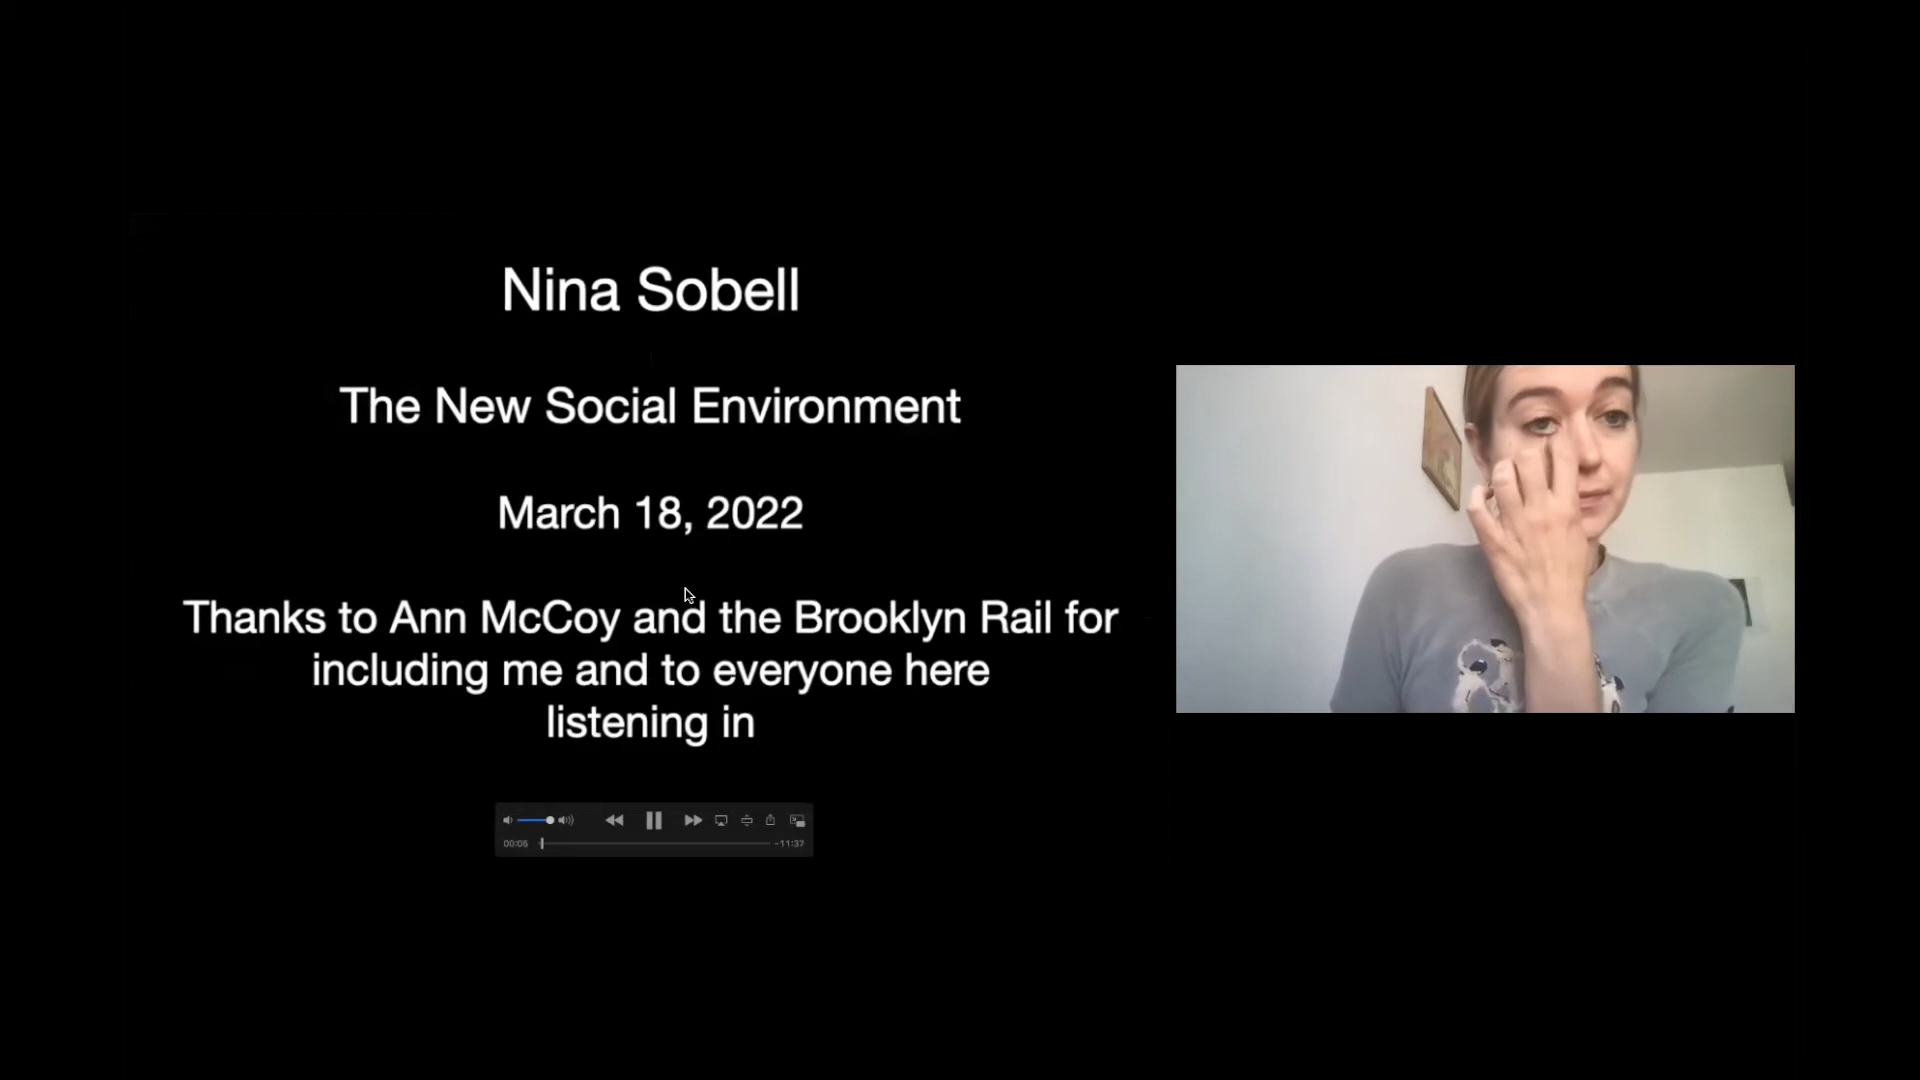 Nina Sobell
The New Social Environment
March 18, 2022
Thanks to Ann McCoy and the Brooklyn Rail for
including me and to everyone here
listening in
00:06
-11:37